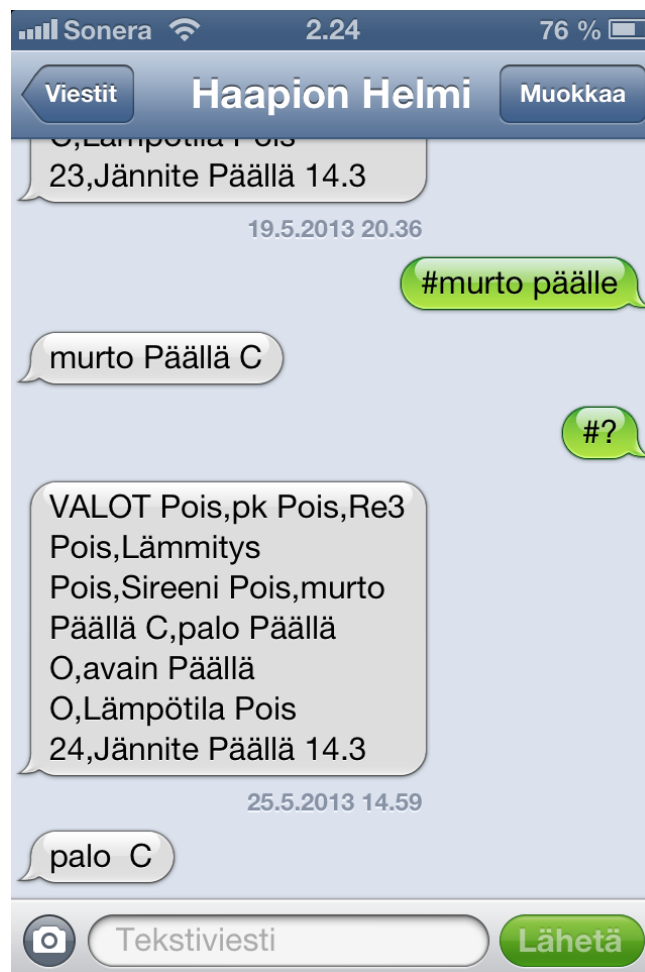 Sonera 2.24 76 %
Viestit Haapion Helmi Muokkaa
O,Lämpötila Pois
23,Jännite Päällä 14.3
19.5.2013 20.36
#murto päälle
murto Päällä C
#?
VALOT Pois,pk Pois,Re3
Pois,Lämmitys
Pois,Sireeni Pois,murto
Päällä C,palo Päällä
O,avain Päällä
O,Lämpötila Pois
24,Jännite Päällä 14.3
25.5.2013 14.59
palo  C
Tekstiviesti Lähetä